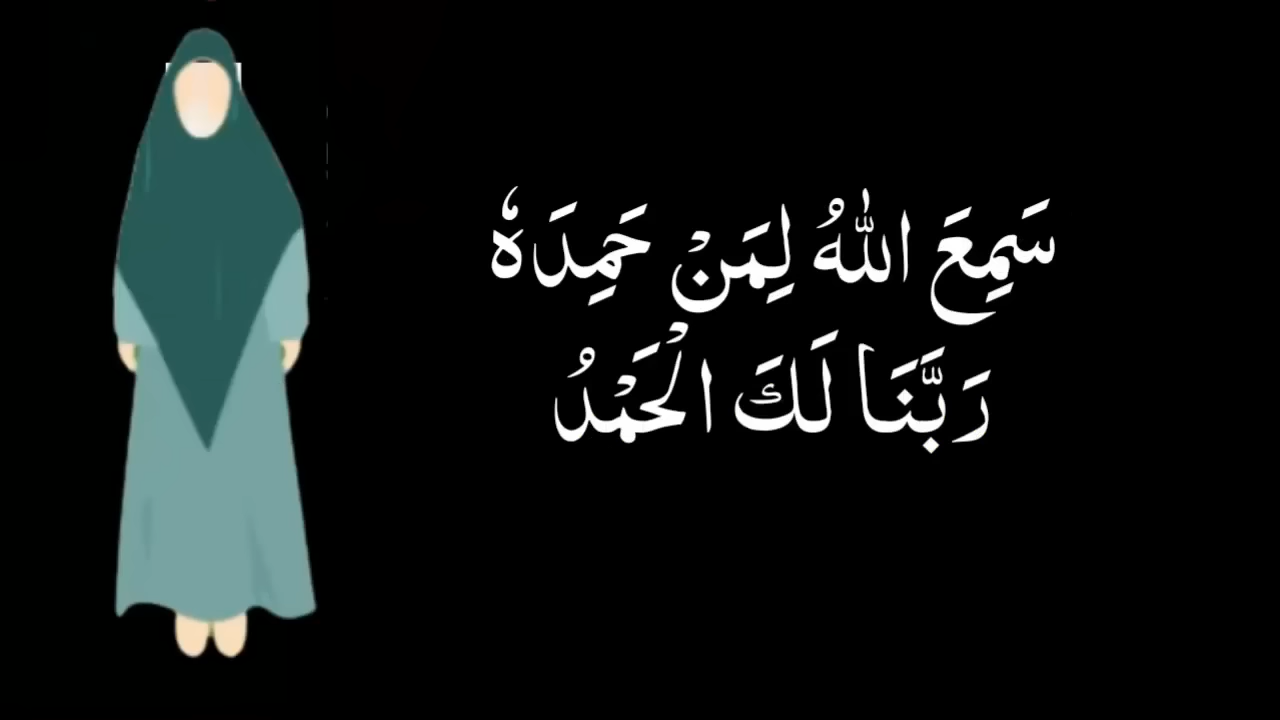 سَمِعَ اللّٰهُ لِمَنْ حَمِدَهٗ
رَبَّنَا لَكَ الْحَمْدُ